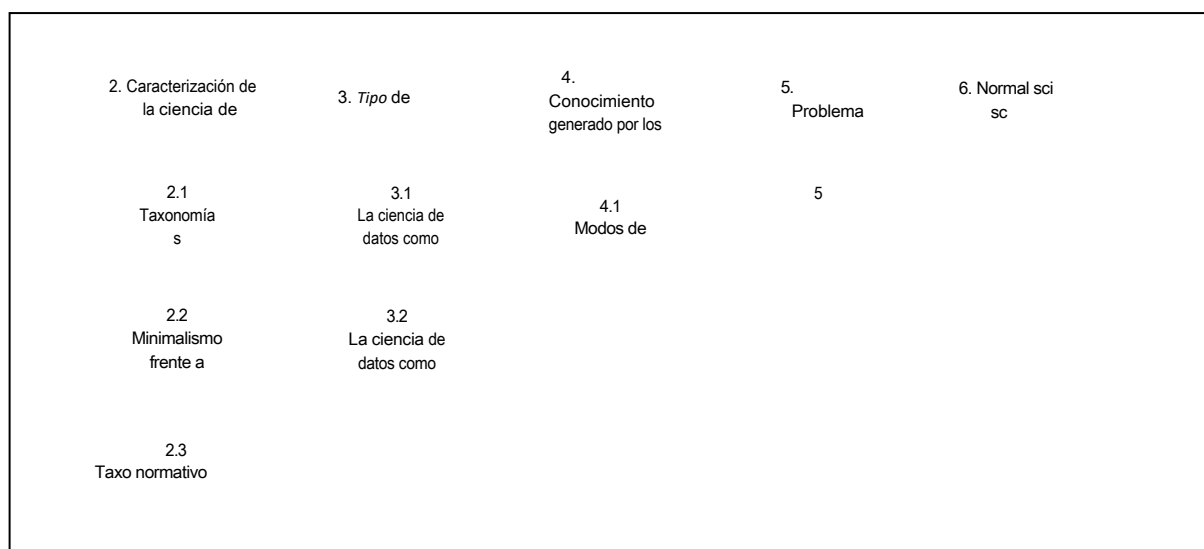 2. Caracterización de
la ciencia de
3. Tipo de
4.
Conocimiento
generado por los
5.
Problema
6. Normal sci
sc
2.1
Taxonomía
s
3.1
La ciencia de
datos como
4.1
Modos de
5
2.2
Minimalismo
frente a
3.2
La ciencia de
datos como
2.3
Taxo normativo